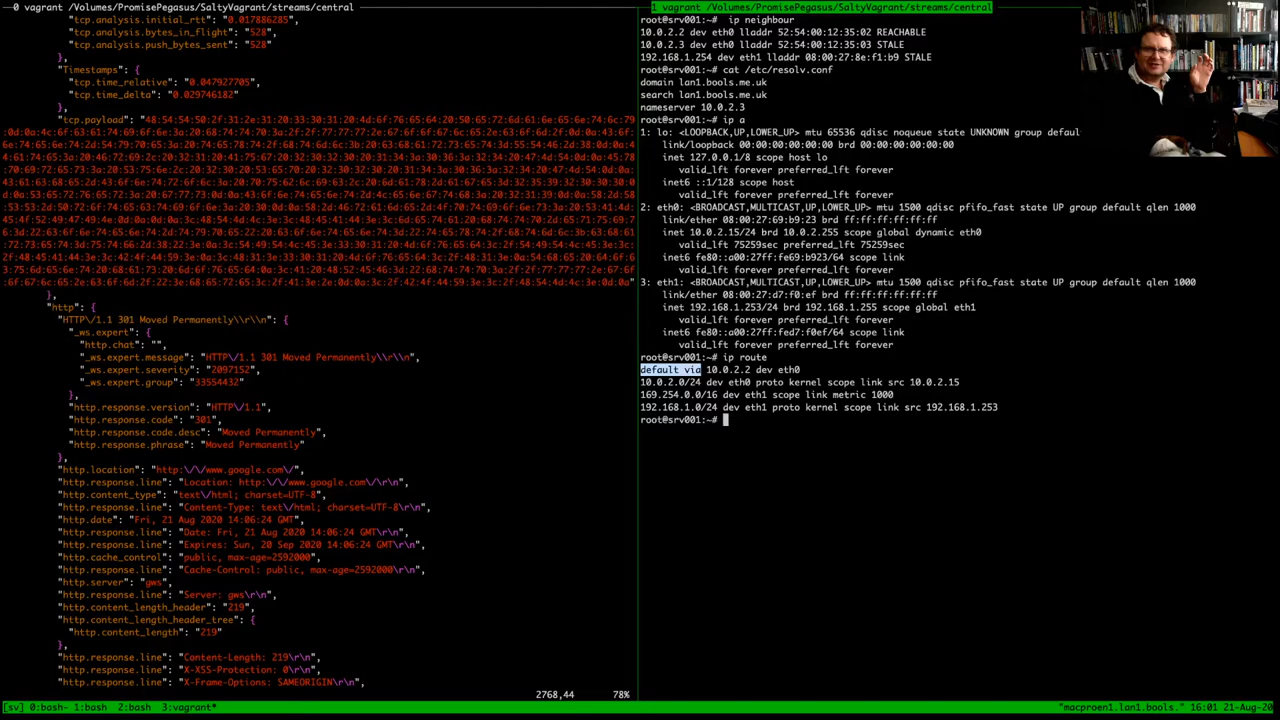 0 vagrant /Volumes/PromisePegasus/SaltyVagrant/streams/central
"tcp.analysis.initial_rtt": "0.017886285",
"tcp.analysis.bytes_in_flight": "528",
"tcp.analysis.push_bytes_sent": "528"
},
"Timestamps": {
"tcp.time_relative": "0.047927705",
"tcp.time_delta": "0.029746182"
},
"tcp.payload":
},
"http": {
"HTTP\/1.1 301 Moved Permanently\\r\\n": {
"_ws.expert": {
"http.chat": "",
"_ws.expert.message": "HTTP\/1.1 301 Moved Permanently\\r\\n",
"_ws.expert.severity": "2097152",
"_ws.expert.group": "33554432"
},
"http.response.version": "HTTP\/1.1",
"http.response.code": "301",
"http.response.code.desc": "Moved Permanently",
"http.response.phrase": "Moved Permanently"
},
"http.location": "http:\/\/www.google.com\/",
"http.response.line": "Location: http:\/\/www.google.com\/\r\n",
"http.content_type": "text\/html; charset=UTF-8",
"http.response.line": "Content-Type: text\/html; charset=UTF-8\r\n",
"http.date": "Fri, 21 Aug 2020 14:06:24 GMT",
"http.response.line": "Date: Fri, 21 Aug 2020 14:06:24 GMT\r\n",
"http.response.line": "Expires: Sun, 20 Sep 2020 14:06:24 GMT\r\n",
"http.cache_control": "public, max-age=2592000",
"http.response.line": "Cache-Control: public, max-age=2592000\r\n",
"http.server": "gws",
"http.response.line": "Server: gws\r\n",
"http.content_length_header": "219",
"http.content_length_header_tree": {
"http.content_length": "219"
},
"http.response.line": "Content-Length: 219\r\n",
"http.response.line": "X-XSS-Protection: 0\r\n",
"http.response.line": "X-Frame-Options: SAMEORIGIN\r\n",
2768,44 78%
1 vagrant /Volumes/PromisePegasus/SaltyVagrant/streams/central
root@srv001:~# ip neighbour
10.0.2.2 dev eth0 lladdr 52:54:00:12:35:02 REACHABLE
10.0.2.3 dev eth0 lladdr 52:54:00:12:35:03 STALE
192.168.1.254 dev eth1 lladdr 08:00:27:8e:f1:b9 STALE
root@srv001:~# cat /etc/resolv.conf
domain lan1.bools.me.uk
search lan1.bools.me.uk
nameserver 10.0.2.3
root@srv001:~# ip a
1: lo: <LOOPBACK,UP,LOWER_UP> mtu 65536 qdisc noqueue state UNKNOWN group defaul
link/loopback 00:00:00:00:00:00 brd 00:00:00:00:00:00
inet 127.0.0.1/8 scope host lo
valid_lft forever preferred_lft forever
inet6 ::1/128 scope host
valid_lft forever preferred_lft forever
2: eth0: <BROADCAST,MULTICAST,UP,LOWER_UP> mtu 1500 qdisc pfifo_fast state UP group default qlen 1000
link/ether 08:00:27:69:b9:23 brd ff:ff:ff:ff:ff:ff
inet 10.0.2.15/24 brd 10.0.2.255 scope global dynamic eth0
valid_lft 75259sec preferred_lft 75259sec
inet6 fe80::a00:27ff:fe69:b923/64 scope link
valid_lft forever preferred_lft forever
3: eth1: <BROADCAST,MULTICAST,UP,LOWER_UP> mtu 1500 qdisc pfifo_fast state UP group default qlen 1000
link/ether 08:00:27:d7:f0:ef brd ff:ff:ff:ff:ff:ff
inet 192.168.1.253/24 brd 192.168.1.255 scope global eth1
valid_lft forever preferred_lft forever
inet6 fe80::a00:27ff:fed7:f0ef/64 scope link
valid_lft forever preferred_lft forever
root@srv001:~# ip route
default via 10.0.2.2 dev eth0
10.0.2.0/24 dev eth0 proto kernel scope link src 10.0.2.15
169.254.0.0/16 dev eth1 scope link metric 1000
192.168.1.0/24 dev eth1 proto kernel scope link src 192.168.1.253
root@srv001:~#
[sv] 0:bash- 1:bash 2:bash 3:vagrant* "macproen1.lan1.bools." 16:01 21-Aug-20